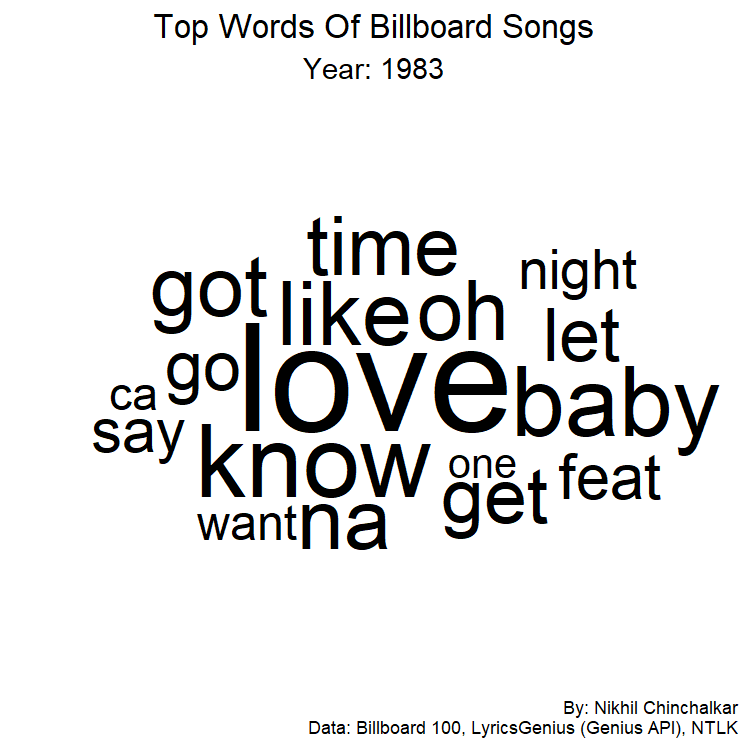 Top Words Of Billboard Songs
Year: 1983
time
night
got
like
oh
let
go
love
baby
ca
say
know
one
feat
get
want
na
By: Nikhil Chinchalkar
Data: Billboard 100, LyricsGenius (Genius API), NTLK